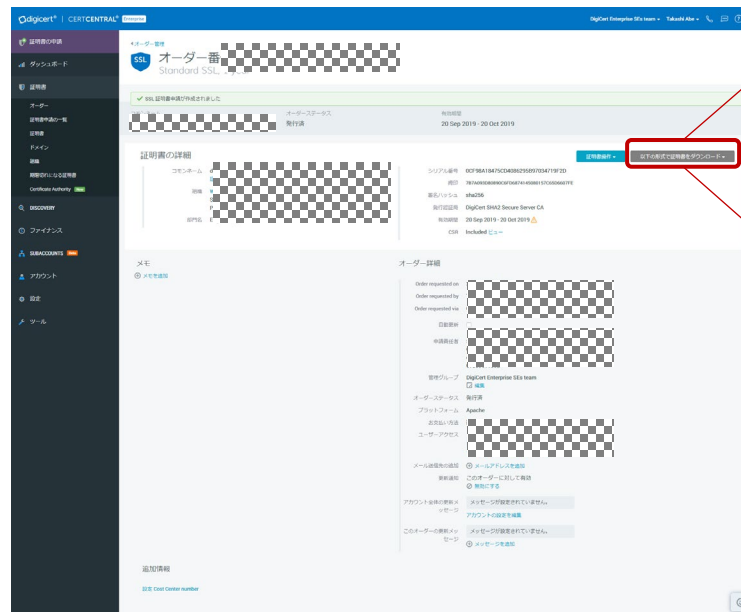 digicert® | CERTCENTRAL® Enterprise
DigiCert Enterprise SEs team
証明書の申請
ダッシュボード
証明書
オーダー
証明書申請の一覧
証明書
ドメイン
組織
期限切れになる証明書
Certificate Authority New
DISCOVERY
ファイナンス
SUBACCOUNTS New
アカウント
設定
ツール
オーダー管理
SSL オーダー番
Standard SSL,
SSL 証明書申請が作成されました
オーダーステータス
発行済
有効期間
20 Sep 2019 - 20 Oct 2019
証明書の詳細
証明書操作
以下の形式で証明書をダウンロード
コモンネーム
組織
部門名
シリアル番号
拇印
署名ハッシュ sha256
発行認証局 DigiCert SHA2 Secure Server CA
有効期間 20 Sep 2019 - 20 Oct 2019
CSR Included ビュー
メモ
メモを追加
オーダー詳細
Order requested on
Order requested by
Order requested via
自動更新
申請責任者
管理グループ DigiCert Enterprise SEs team
編集
オーダーステータス 発行済
プラットフォーム Apache
お支払い方法
ユーザーアクセス
メール送信先の追加 メールアドレスを追加
更新通知 このオーダーに対して有効
無効にする
アカウント全体の更新メッセージ メッセージが設定されていません。
アカウントの設定を編集
このオーダーの更新メッセージ メッセージが設定されていません。
メッセージを追加
追加情報
設定 Cost Center number